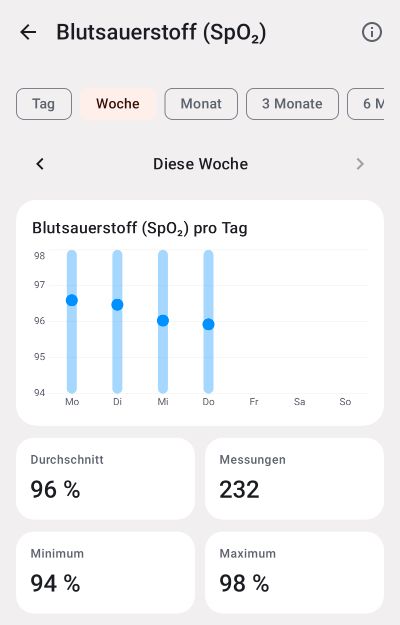 Blutsauerstoff (SpO₂)
Tag Woche Monat 3 Monate 6 M
Diese Woche
Blutsauerstoff (SpO₂) pro Tag
98
97
96
95
94
Mo Di Mi Do Fr Sa So
Durchschnitt Messungen
96 % 232
Minimum Maximum
94 % 98 %